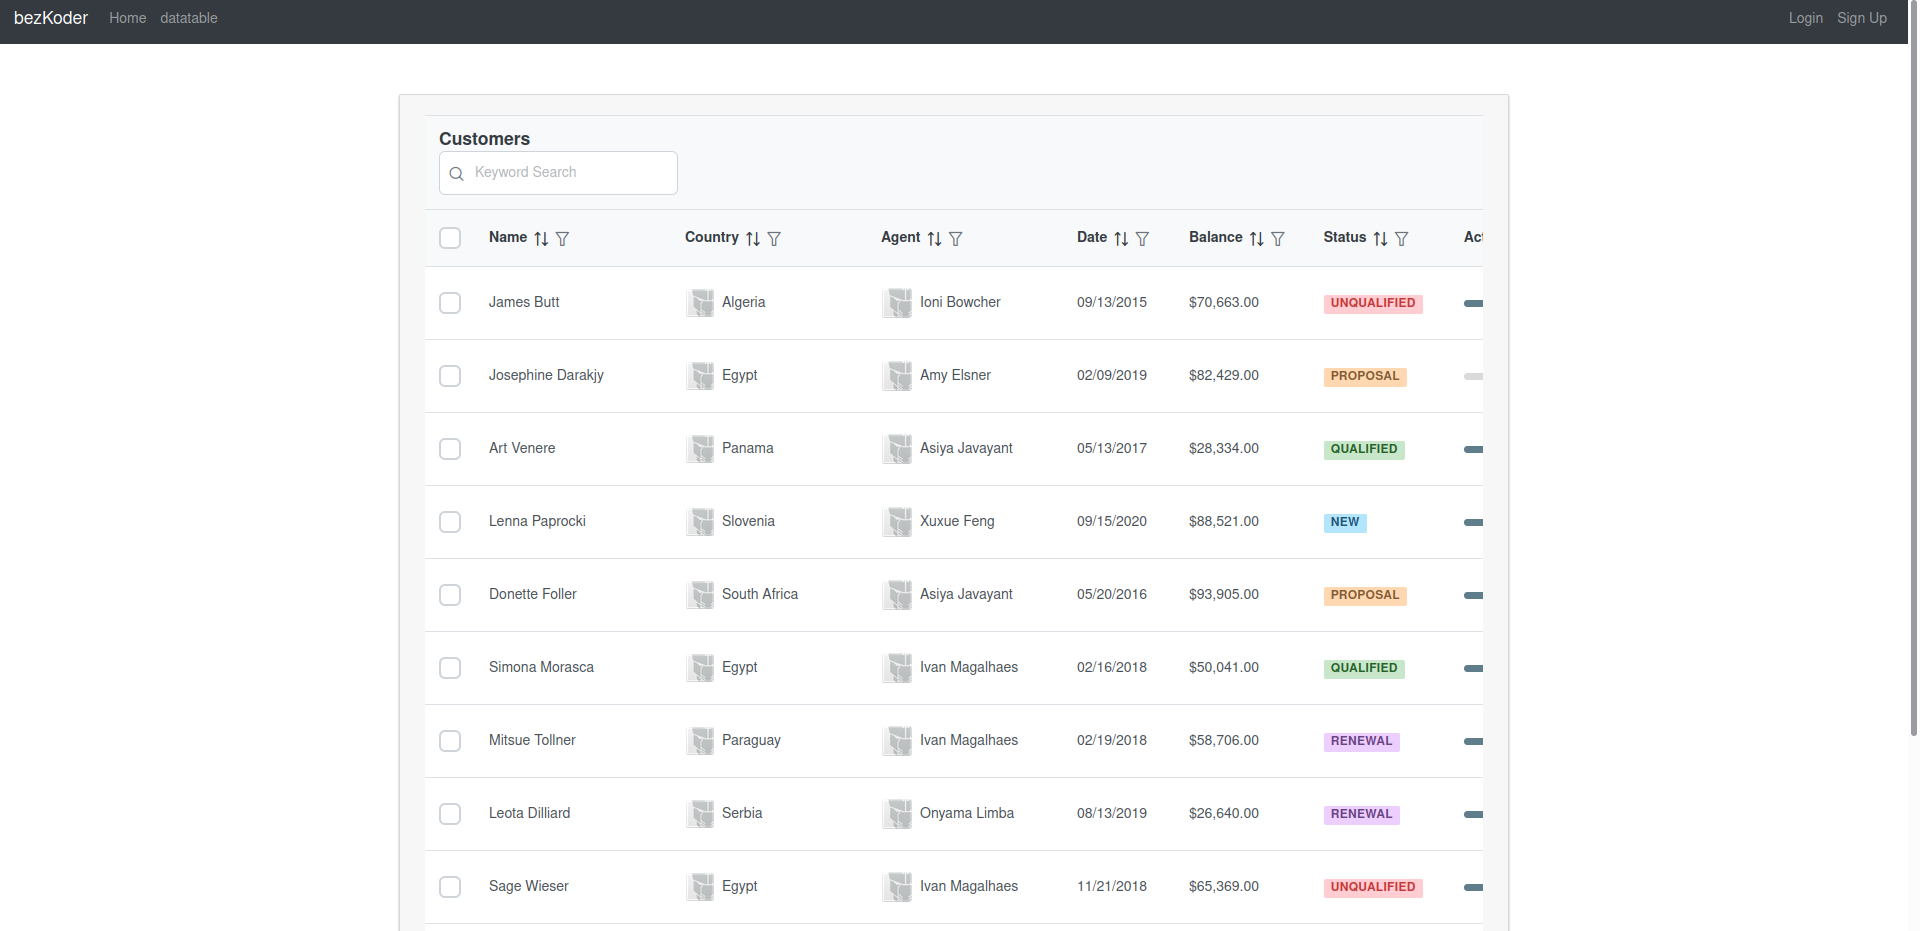 bezKoder Home datatable Login Sign Up
Customers
Keyword Search
Name Country Agent Date Balance Status Act
James Butt Algeria Ioni Bowcher 09/13/2015 $70,663.00 UNQUALIFIED
Josephine Darakjy Egypt Amy Elsner 02/09/2019 $82,429.00 PROPOSAL
Art Venere Panama Asiya Javayant 05/13/2017 $28,334.00 QUALIFIED
Lenna Paprocki Slovenia Xuxue Feng 09/15/2020 $88,521.00 NEW
Donette Foller South Africa Asiya Javayant 05/20/2016 $93,905.00 PROPOSAL
Simona Morasca Egypt Ivan Magalhaes 02/16/2018 $50,041.00 QUALIFIED
Mitsue Tollner Paraguay Ivan Magalhaes 02/19/2018 $58,706.00 RENEWAL
Leota Dilliard Serbia Onyama Limba 08/13/2019 $26,640.00 RENEWAL
Sage Wieser Egypt Ivan Magalhaes 11/21/2018 $65,369.00 UNQUALIFIED